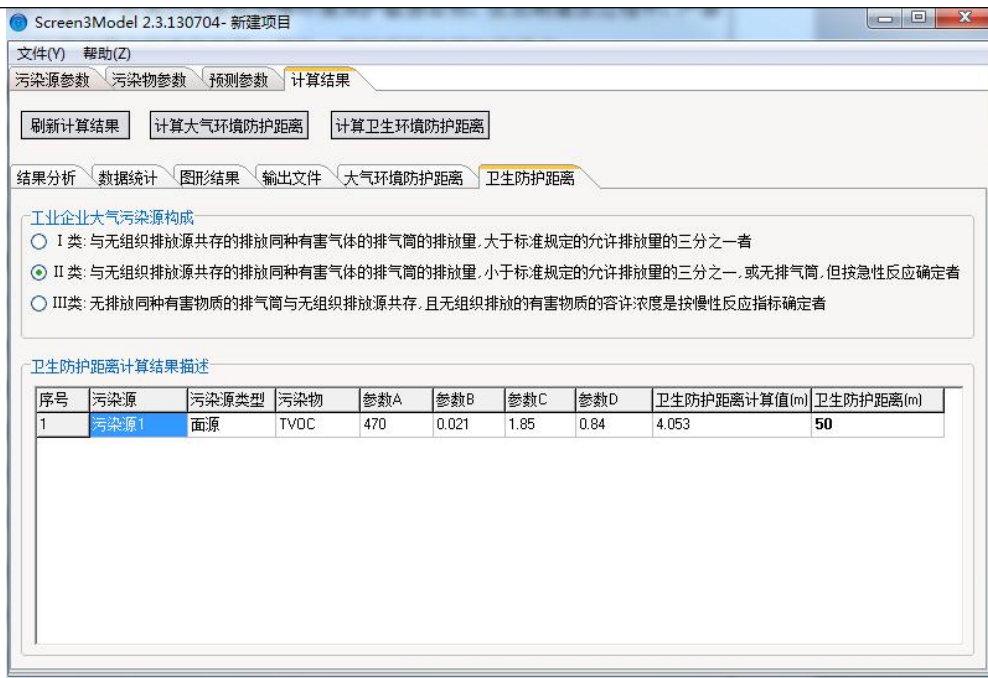 Screen3Model 2.3.130704- 新建项目
文件(Y) 帮助(Z)
污染源参数 污染物参数 预测参数 计算结果
刷新计算结果 计算大气环境防护距离 计算卫生环境防护距离
结果分析 数据统计 图形结果 输出文件 大气环境防护距离 卫生防护距离
工业企业大气污染源构成
I 类: 与无组织排放源共存的排放同种有害气体的排气筒的排放量,大于标准规定的允许排放量的三分之一者
II 类: 与无组织排放源共存的排放同种有害气体的排气筒的排放量,小于标准规定的允许排放量的三分之一,或无排气筒,但按急性反应确定者
III类: 无排放同种有害物质的排气筒与无组织排放源共存,且无组织排放的有害物质的容许浓度是按慢性反应指标确定者
卫生防护距离计算结果描述
序号 污染源 污染源类型 污染物 参数A 参数B 参数C 参数D 卫生防护距离计算值(m) 卫生防护距离(m)
1 污染源1 面源 TVOC 470 0.021 1.85 0.84 4.053 50